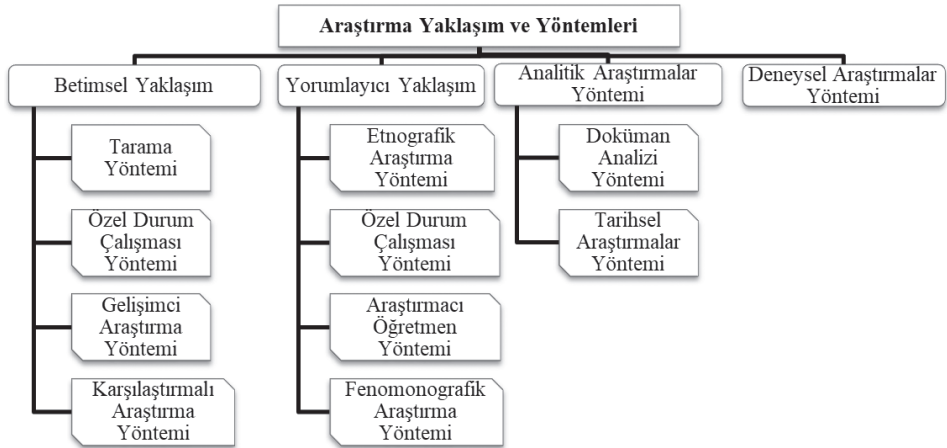 Araştırma Yaklaşım ve Yöntemleri
Betimsel Yaklaşım
Tarama
Yöntemi
Özel Durum
Çalışması
Yöntemi
Gelişimci
Araştırma
Yöntemi
Karşılaştırmalı
Araştırma
Yöntemi
Yorumlayıcı Yaklaşım
Etnografik
Araştırma
Yöntemi
Özel Durum
Çalışması
Yöntemi
Araştırmacı
Öğretmen
Yöntemi
Fenomonografik
Araştırma
Yöntemi
Analitik Araştırmalar
Yöntemi
Doküman
Analizi
Yöntemi
Tarihsel
Araştırmalar
Yöntemi
Deneysel Araştırmalar
Yöntemi